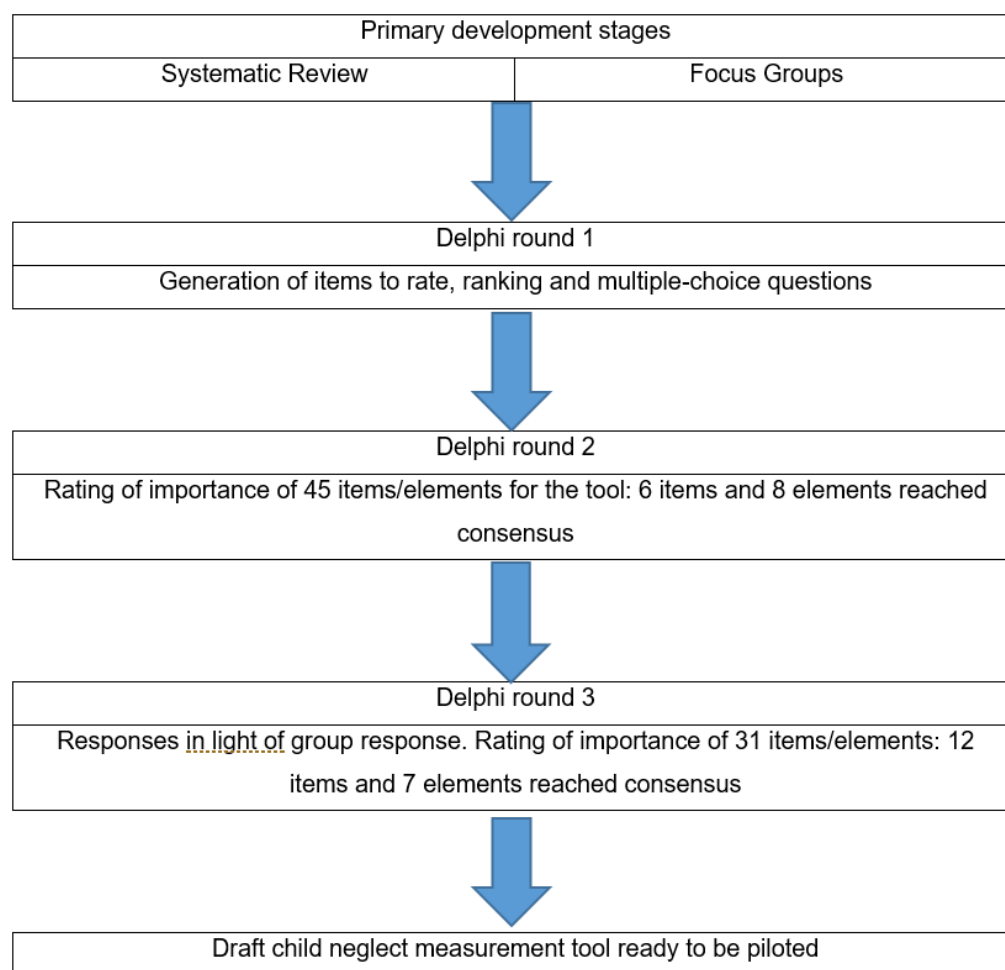 Primary development stages
Systematic Review
Focus Groups
Delphi round 1
Generation of items to rate, ranking and multiple-choice questions
Delphi round 2
Rating of importance of 45 items/elements for the tool: 6 items and 8 elements reached
consensus
Delphi round 3
Responses in light of group response. Rating of importance of 31 items/elements: 12
items and 7 elements reached consensus
Draft child neglect measurement tool ready to be piloted